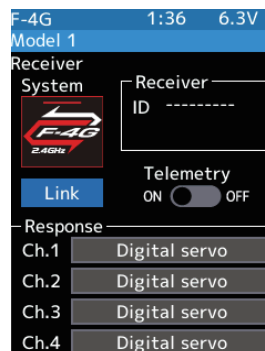 F-4G 1:36 6.3V
Model 1
Receiver
System
Receiver
ID ---------
F-4G
2.4GHz
Telemetry
Link
ON OFF
Response
Ch.1 Digital servo
Ch.2 Digital servo
Ch.3 Digital servo
Ch.4 Digital servo